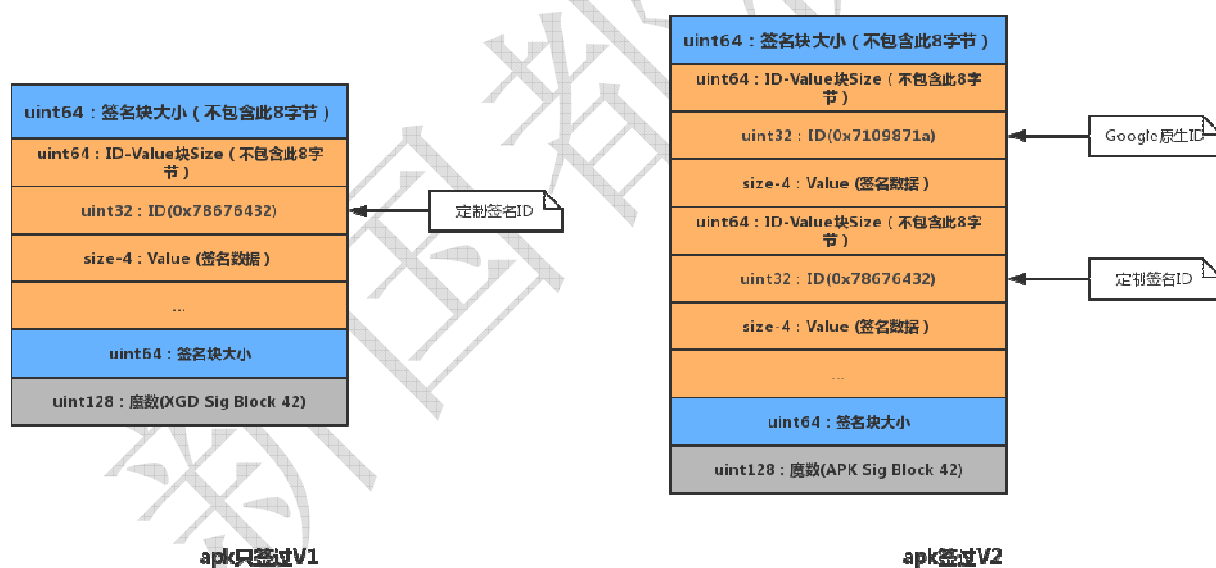 uint64：签名块大小（不包含此8字节）
uint64：ID-Value块Size（不包含此8字
节）
uint32：ID(0x78676432)
size-4：Value (签名数据）
...
uint64：签名块大小
uint128：魔数(XGD Sig Block 42)
定制签名ID
apk只签过V1
uint64：签名块大小（不包含此8字节）
uint64：ID-Value块Size（不包含此8字
节）
uint32：ID(0x7109871a)
size-4：Value (签名数据）
uint64：ID-Value块Size（不包含此8字
节）
uint32：ID(0x78676432)
size-4：Value (签名数据）
...
uint64：签名块大小
uint128：魔数(APK Sig Block 42)
Google原生ID
定制签名ID
apk签过V2
新国都